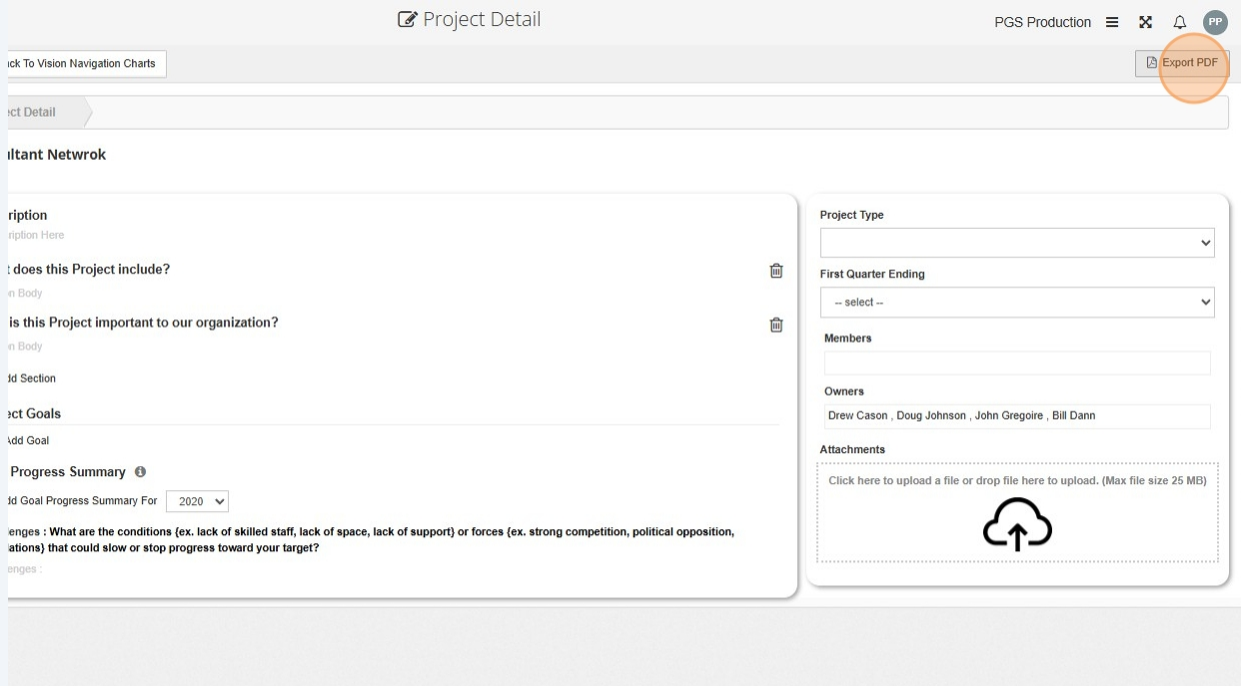 Project Detail
PGS Production
PP
ack To Vision Navigation Charts
Export PDF
ect Detail
ultant Netwrok
ription
ription Here
t does this Project include?
n Body
is this Project important to our organization?
n Body
dd Section
ect Goals
Add Goal
Progress Summary
dd Goal Progress Summary For 2020
enges : What are the conditions {ex. lack of skilled staff, lack of space, lack of support} or forces {ex. strong competition, political opposition,
lations} that could slow or stop progress toward your target?
enges :
Project Type
First Quarter Ending
-- select --
Members
Owners
Drew Cason , Doug Johnson , John Gregoire , Bill Dann
Attachments
Click here to upload a file or drop file here to upload. (Max file size 25 MB)